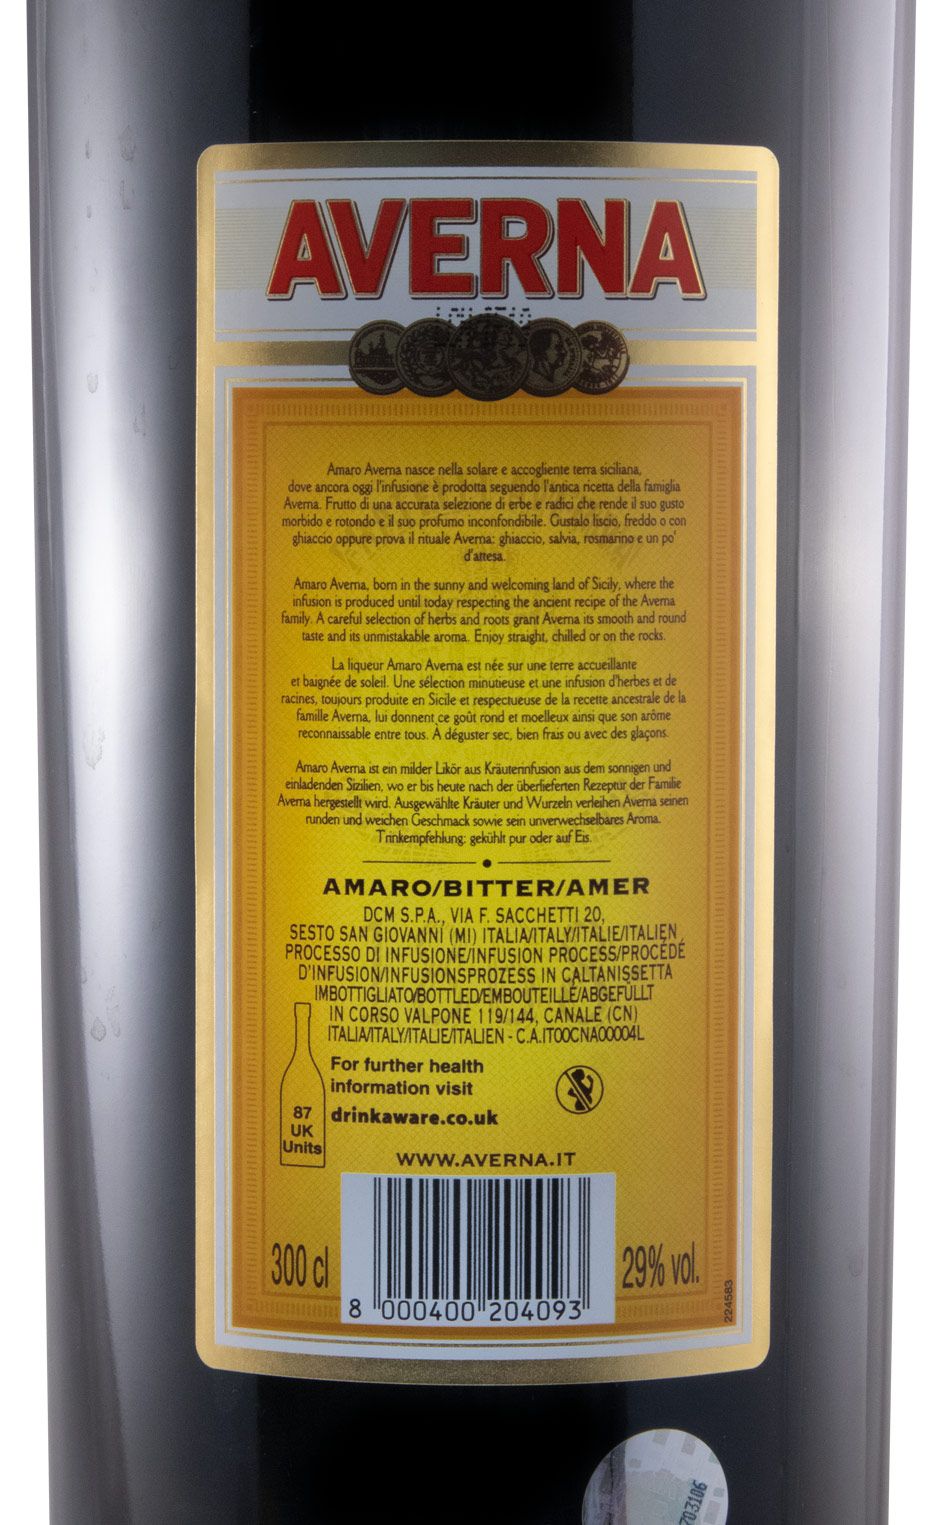 AVERNA
Amaro Averna nasce nella solare e accogliente terra siciliana,
dove ancora oggi l'infusione è prodotta seguendo l'antica ricetta della famiglia
Averna. Frutto di una accurata selezione di erbe e radici che rende il suo gusto
morbido e rotondo e il suo profumo inconfondibile. Gustalo liscio, freddo o con
ghiaccio oppure prova il rituale Averna: ghiaccio, salvia, rosmarino e un po'
d'attesa.
Amaro Averna, born in the sunny and welcoming land of Sicily, where the
infusion is produced until today respecting the ancient recipe of the Averna
family. A careful selection of herbs and roots grant Averna its smooth and round
taste and its unmistakable aroma. Enjoy straight, chilled or on the rocks.
La liqueur Amaro Averna est née sur une terre accueillante
et baignée de soleil. Une sélection minutieuse et une infusion d'herbes et de
racines, toujours produite en Sicile et respectueuse de la recette ancestrale de la
famille Averna, lui donnent ce goût rond et moelleux ainsi que son arôme
reconnaissable entre tous. À déguster sec, bien frais ou avec des glaçons.
Amaro Averna ist ein milder Likör aus Kräuterinfusion aus dem sonnigen und
einladenden Sizilien, wo er bis heute nach der überlieferten Rezeptur der Familie
Averna hergestellt wird. Ausgewählte Kräuter und Wurzeln verleihen Averna seinen
runden und weichen Geschmack sowie sein unverwechselbares Aroma.
Trinkempfehlung: gekühlt pur oder auf Eis.
AMARO/BITTER/AMER
DCM S.P.A., VIA F. SACCHETTI 20,
SESTO SAN GIOVANNI (MI) ITALIA/ITALY/ITALIE/ITALIEN
PROCESSO DI INFUSIONE/INFUSION PROCESS/PROCÉDÉ
D'INFUSION/INFUSIONSPROZESS IN CALTANISSETTA
IMBOTTIGLIATO/BOTTLED/EMBOUTEILLÉ/ABGEFÜLLT
IN CORSO VALPONE 119/144, CANALE (CN)
ITALIA/ITALY/ITALIE/ITALIEN - C.A.IT00CNA00004L
For further health
information visit
drinkaware.co.uk
87
UK
Units
WWW.AVERNA.IT
300 cl
29% vol.
8 000400 204093
224583
703106